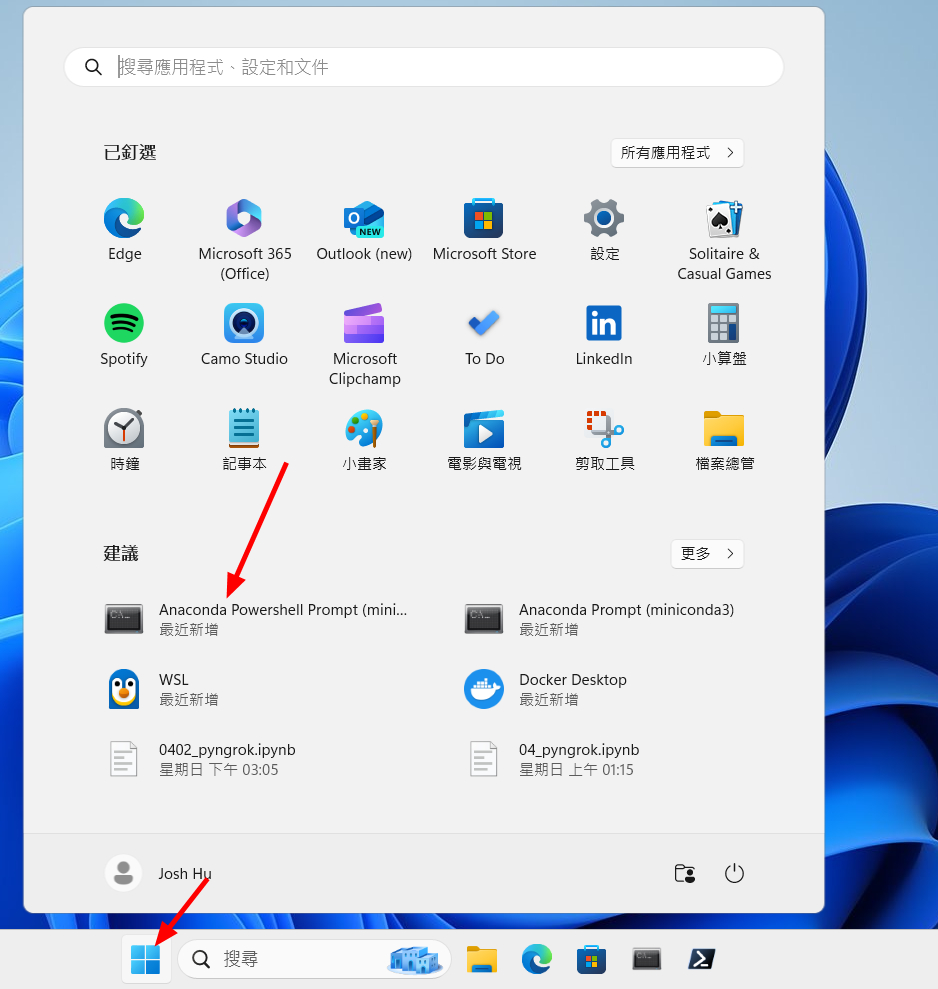 搜尋應用程式、設定和文件
已釘選
所有應用程式
Edge
Microsoft 365
(Office)
Outlook (new)
Microsoft Store
設定
Solitaire &
Casual Games
Spotify
Camo Studio
Microsoft
Clipchamp
To Do
LinkedIn
小算盤
時鐘
記事本
小畫家
電影與電視
剪取工具
檔案總管
建議
更多
Anaconda Powershell Prompt (mini...
最近新增
Anaconda Prompt (miniconda3)
最近新增
WSL
最近新增
Docker Desktop
最近新增
0402_pyngrok.ipynb
星期日 下午 03:05
04_pyngrok.ipynb
星期日 上午 01:15
Josh Hu
搜尋